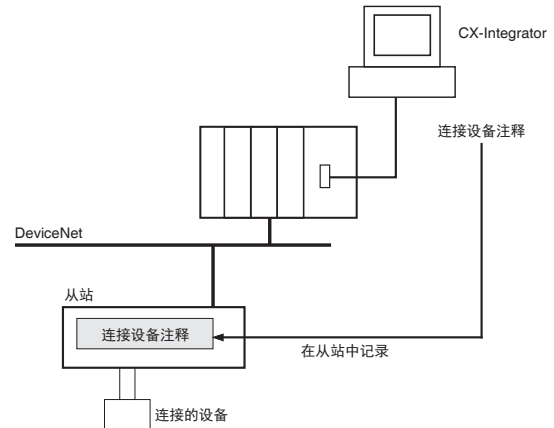 CX-Integrator
连接设备注释
DeviceNet
从站
连接设备注释
在从站中记录
连接的设备